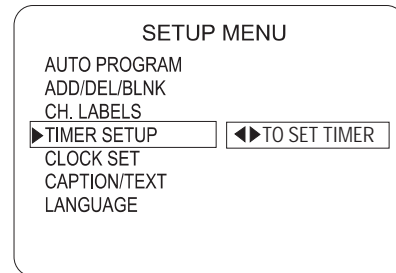 SETUP MENU
AUTO PROGRAM
ADD/DEL/BLNK
CH. LABELS
▶TIMER SETUP ◀▶TO SET TIMER
CLOCK SET
CAPTION/TEXT
LANGUAGE